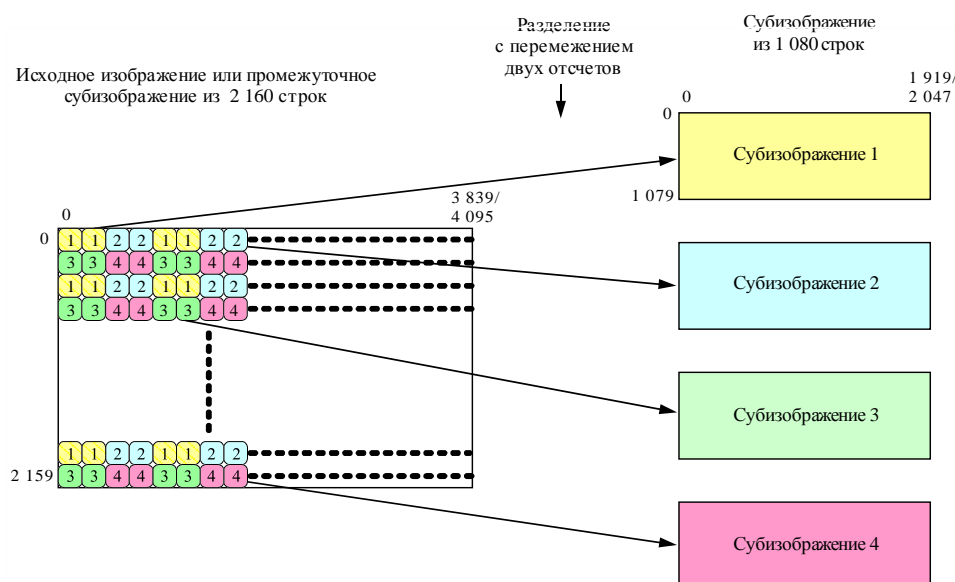 Разделение
с перемежением
двух отсчетов
Субизображение
из 1 080 строк
Исходное изображение или промежуточное
субизображение из 2 160 строк
0
1 919/
2 047
0
Субизображение 1
1 079
0
3 839/
4 095
0
1 1 2 2 1 1 2 2
3 3 4 4 3 3 4 4
1 1 2 2 1 1 2 2
3 3 4 4 3 3 4 4
Субизображение 2
Субизображение 3
1 1 2 2 1 1 2 2
2 159
3 3 4 4 3 3 4 4
Субизображение 4